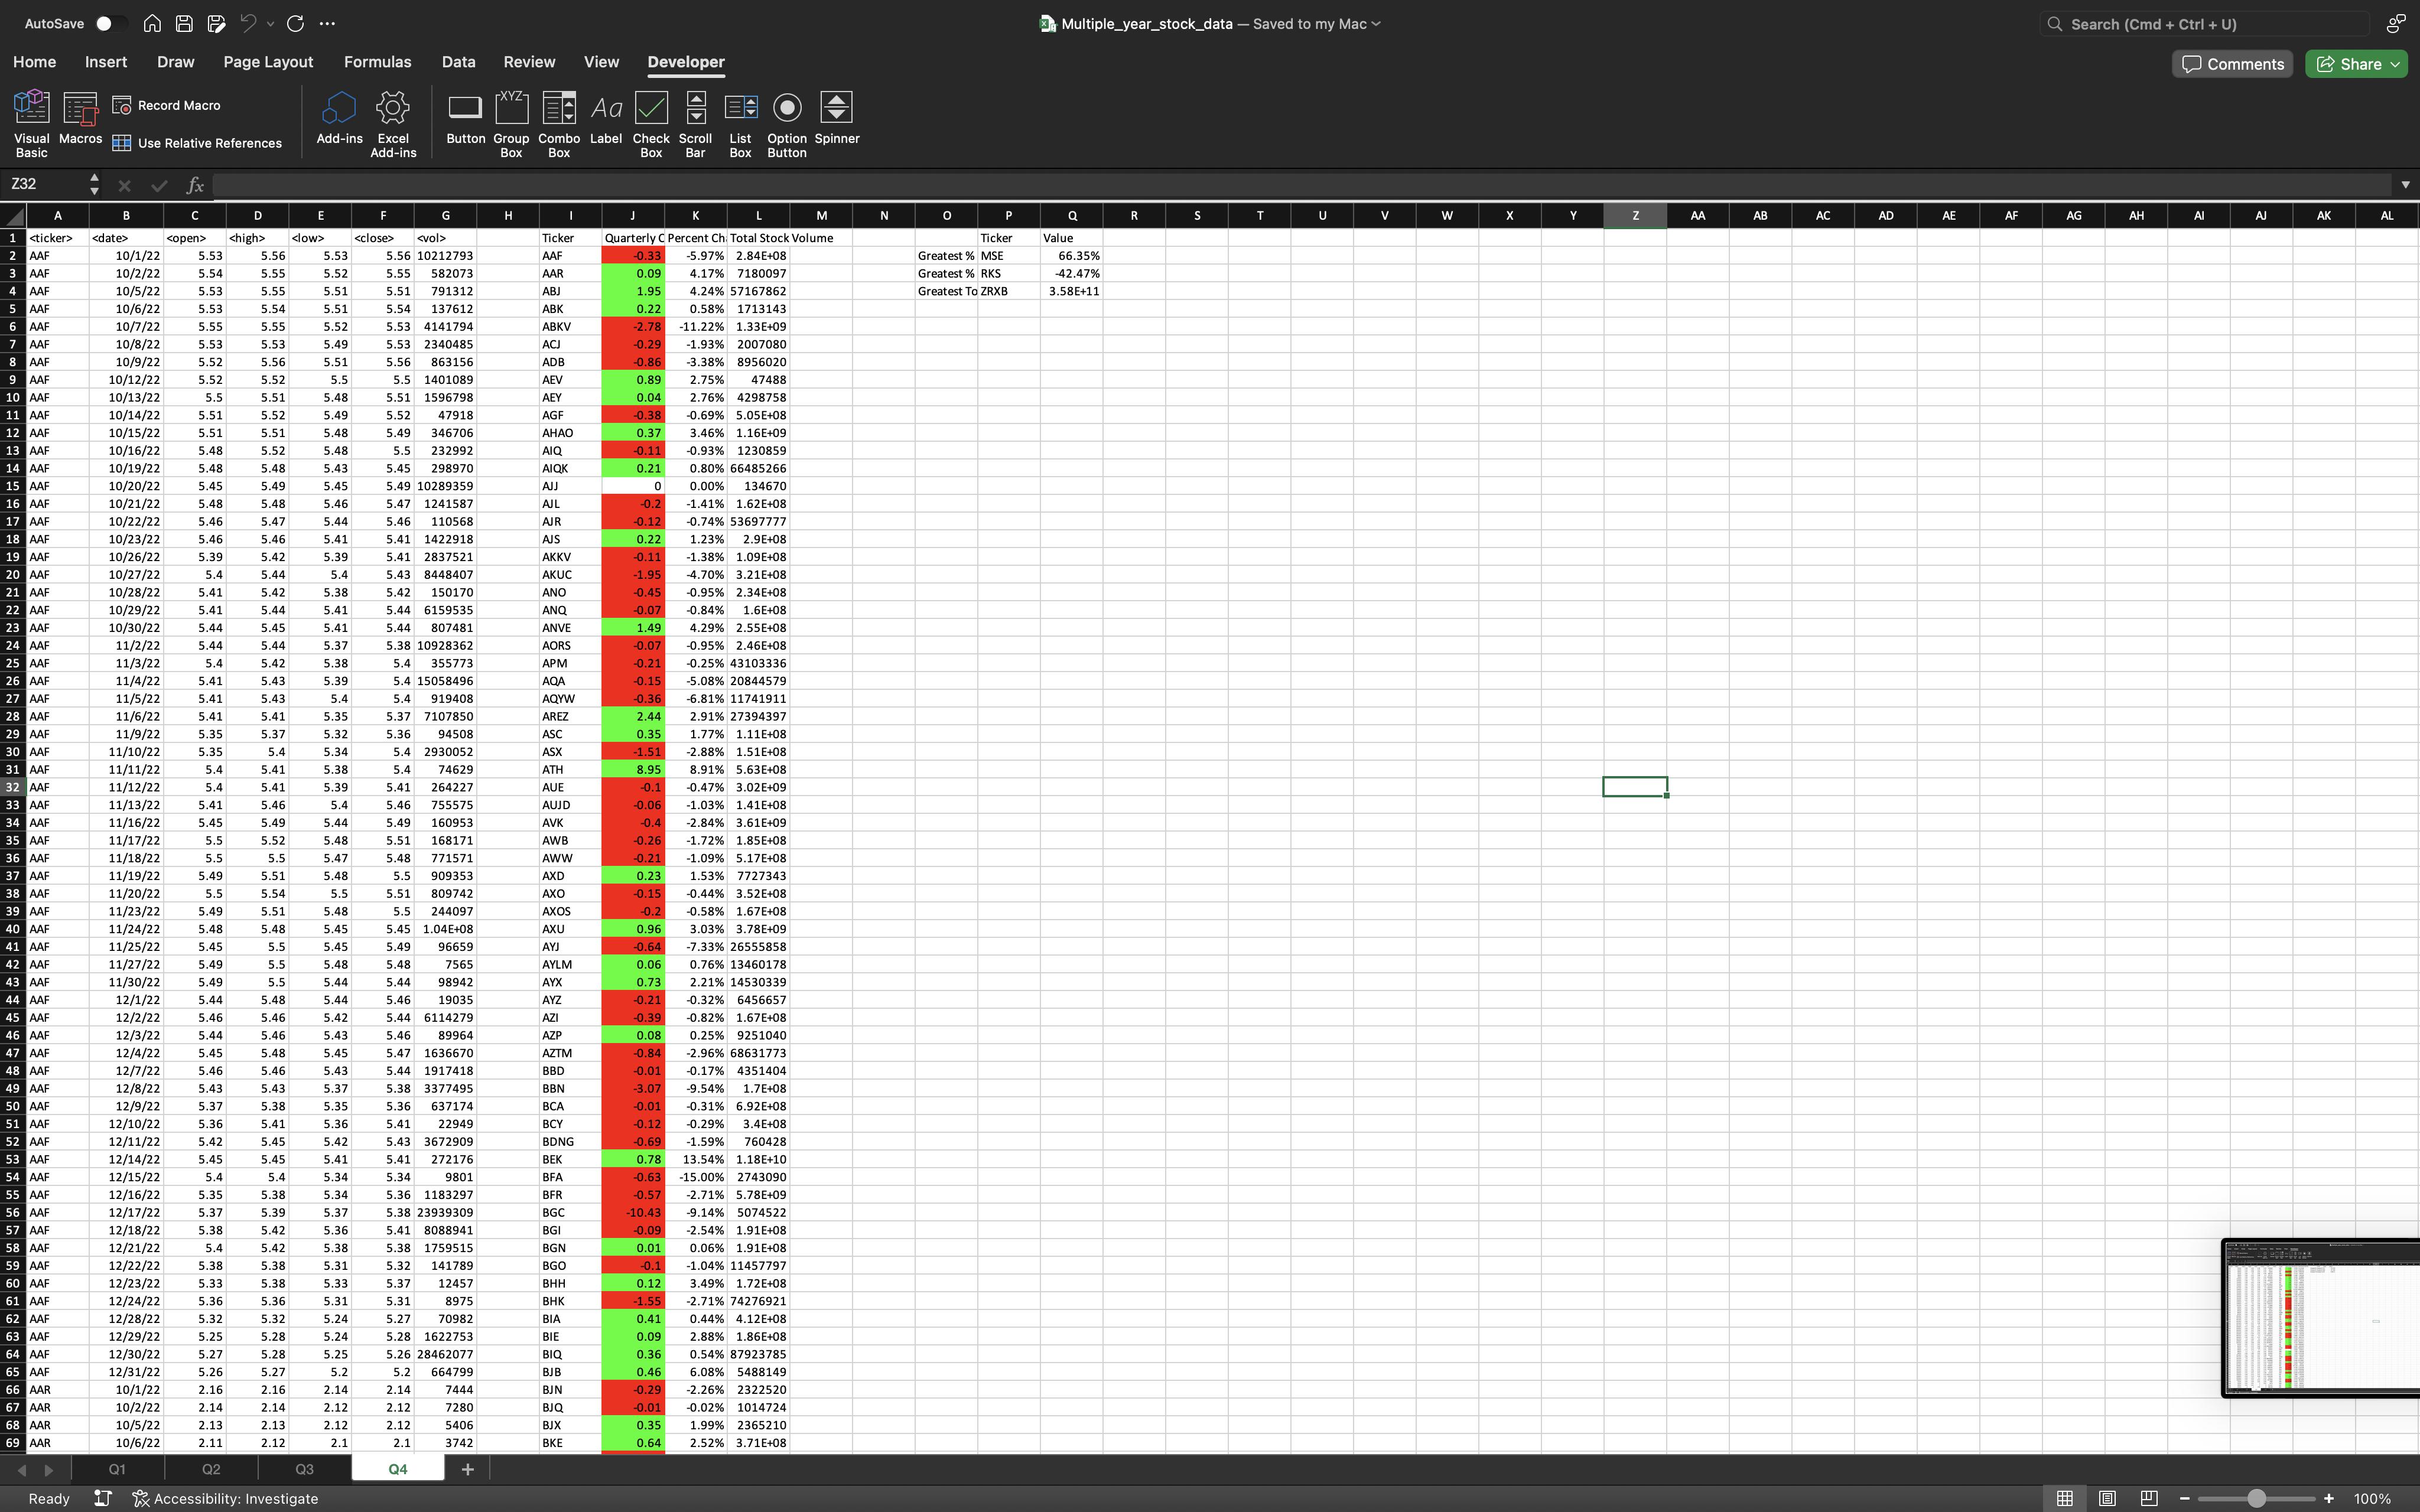 AutoSave
Multiple_year_stock_data — Saved to my Mac
Search (Cmd + Ctrl + U)
Home Insert Draw Page Layout Formulas Data Review View Developer
Comments Share
Visual Basic Macros Record Macro Use Relative References Add-ins Excel Add-ins Button Group Box Combo Box Label Check Box Scroll Bar List Box Option Button Spinner
XYZ Aa
Z32 fx
A B C D E F G H I J K L M N O P Q R S T U V W X Y Z AA AB AC AD AE AF AG AH AI AJ AK AL
1 <ticker> <date> <open> <high> <low> <close> <vol> Ticker Quarterly C Percent Ch Total Stock Volume Ticker Value
2 AAF 10/1/22 5.53 5.56 5.53 5.56 10212793 AAF -0.33 -5.97% 2.84E+08 Greatest % MSE 66.35%
3 AAF 10/2/22 5.54 5.55 5.52 5.55 582073 AAR 0.09 4.17% 7180097 Greatest % RKS -42.47%
4 AAF 10/5/22 5.53 5.55 5.51 5.51 791312 ABJ 1.95 4.24% 57167862 Greatest To ZRXB 3.58E+11
5 AAF 10/6/22 5.53 5.54 5.51 5.54 137612 ABK 0.22 0.58% 1713143
6 AAF 10/7/22 5.55 5.55 5.52 5.53 4141794 ABKV -2.78 -11.22% 1.33E+09
7 AAF 10/8/22 5.53 5.53 5.49 5.53 2340485 ACJ -0.29 -1.93% 2007080
8 AAF 10/9/22 5.52 5.56 5.51 5.56 863156 ADB -0.86 -3.38% 8956020
9 AAF 10/12/22 5.52 5.52 5.5 5.5 1401089 AEV 0.89 2.75% 47488
10 AAF 10/13/22 5.5 5.51 5.48 5.51 1596798 AEY 0.04 2.76% 4298758
11 AAF 10/14/22 5.51 5.52 5.49 5.52 47918 AGF -0.38 -0.69% 5.05E+08
12 AAF 10/15/22 5.51 5.51 5.48 5.49 346706 AHAO 0.37 3.46% 1.16E+09
13 AAF 10/16/22 5.48 5.52 5.48 5.5 232992 AIQ -0.11 -0.93% 1230859
14 AAF 10/19/22 5.48 5.48 5.43 5.45 298970 AIQK 0.21 0.80% 66485266
15 AAF 10/20/22 5.45 5.49 5.45 5.49 10289359 AJJ 0 0.00% 134670
16 AAF 10/21/22 5.48 5.48 5.46 5.47 1241587 AJL -0.2 -1.41% 1.62E+08
17 AAF 10/22/22 5.46 5.47 5.44 5.46 110568 AJR -0.12 -0.74% 53697777
18 AAF 10/23/22 5.46 5.46 5.41 5.41 1422918 AJS 0.22 1.23% 2.9E+08
19 AAF 10/26/22 5.39 5.42 5.39 5.41 2837521 AKKV -0.11 -1.38% 1.09E+08
20 AAF 10/27/22 5.4 5.44 5.4 5.43 8448407 AKUC -1.95 -4.70% 3.21E+08
21 AAF 10/28/22 5.41 5.42 5.38 5.42 150170 ANO -0.45 -0.95% 2.34E+08
22 AAF 10/29/22 5.41 5.44 5.41 5.44 6159535 ANQ -0.07 -0.84% 1.6E+08
23 AAF 10/30/22 5.44 5.45 5.41 5.44 807481 ANVE 1.49 4.29% 2.55E+08
24 AAF 11/2/22 5.44 5.44 5.37 5.38 10928362 AORS -0.07 -0.95% 2.46E+08
25 AAF 11/3/22 5.4 5.42 5.38 5.4 355773 APM -0.21 -0.25% 43103336
26 AAF 11/4/22 5.41 5.43 5.39 5.4 15058496 AQA -0.15 -5.08% 20844579
27 AAF 11/5/22 5.41 5.43 5.4 5.4 919408 AQYW -0.36 -6.81% 11741911
28 AAF 11/6/22 5.41 5.41 5.35 5.37 7107850 AREZ 2.44 2.91% 27394397
29 AAF 11/9/22 5.35 5.37 5.32 5.36 94508 ASC 0.35 1.77% 1.11E+08
30 AAF 11/10/22 5.35 5.4 5.34 5.4 2930052 ASX -1.51 -2.88% 1.51E+08
31 AAF 11/11/22 5.4 5.41 5.38 5.4 74629 ATH 8.95 8.91% 5.63E+08
32 AAF 11/12/22 5.4 5.41 5.39 5.41 264227 AUE -0.1 -0.47% 3.02E+09
33 AAF 11/13/22 5.41 5.46 5.4 5.46 755575 AUJD -0.06 -1.03% 1.41E+08
34 AAF 11/16/22 5.45 5.49 5.44 5.49 160953 AVK -0.4 -2.84% 3.61E+09
35 AAF 11/17/22 5.5 5.52 5.48 5.51 168171 AWB -0.26 -1.72% 1.85E+08
36 AAF 11/18/22 5.5 5.5 5.47 5.48 771571 AWW -0.21 -1.09% 5.17E+08
37 AAF 11/19/22 5.49 5.51 5.48 5.5 909353 AXD 0.23 1.53% 7727343
38 AAF 11/20/22 5.5 5.54 5.5 5.51 809742 AXO -0.15 -0.44% 3.52E+08
39 AAF 11/23/22 5.49 5.51 5.48 5.5 244097 AXOS -0.2 -0.58% 1.67E+08
40 AAF 11/24/22 5.48 5.48 5.45 5.45 1.04E+08 AXU 0.96 3.03% 3.78E+09
41 AAF 11/25/22 5.45 5.5 5.45 5.49 96659 AYJ -0.64 -7.33% 26555858
42 AAF 11/27/22 5.49 5.5 5.48 5.48 7565 AYLM 0.06 0.76% 13460178
43 AAF 11/30/22 5.49 5.5 5.44 5.44 98942 AYX 0.73 2.21% 14530339
44 AAF 12/1/22 5.44 5.48 5.44 5.46 19035 AYZ -0.21 -0.32% 6456657
45 AAF 12/2/22 5.46 5.46 5.42 5.44 6114279 AZI -0.39 -0.82% 1.67E+08
46 AAF 12/3/22 5.44 5.46 5.43 5.46 89964 AZP 0.08 0.25% 9251040
47 AAF 12/4/22 5.45 5.48 5.45 5.47 1636670 AZTM -0.84 -2.96% 68631773
48 AAF 12/7/22 5.46 5.46 5.43 5.44 1917418 BBD -0.01 -0.17% 4351404
49 AAF 12/8/22 5.43 5.43 5.37 5.38 3377495 BBN -3.07 -9.54% 1.7E+08
50 AAF 12/9/22 5.37 5.38 5.35 5.36 637174 BCA -0.01 -0.31% 6.92E+08
51 AAF 12/10/22 5.36 5.41 5.36 5.41 22949 BCY -0.12 -0.29% 3.4E+08
52 AAF 12/11/22 5.42 5.45 5.42 5.43 3672909 BDNG -0.69 -1.59% 760428
53 AAF 12/14/22 5.45 5.45 5.41 5.41 272176 BEK 0.78 13.54% 1.18E+10
54 AAF 12/15/22 5.4 5.4 5.34 5.34 9801 BFA -0.63 -15.00% 2743090
55 AAF 12/16/22 5.35 5.38 5.34 5.36 1183297 BFR -0.57 -2.71% 5.78E+09
56 AAF 12/17/22 5.37 5.39 5.37 5.38 23939309 BGC -10.43 -9.14% 5074522
57 AAF 12/18/22 5.38 5.42 5.36 5.41 8088941 BGI -0.09 -2.54% 1.91E+08
58 AAF 12/21/22 5.4 5.42 5.38 5.38 1759515 BGN 0.01 0.06% 1.91E+08
59 AAF 12/22/22 5.38 5.38 5.31 5.32 141789 BGO -0.1 -1.04% 11457797
60 AAF 12/23/22 5.33 5.38 5.33 5.37 12457 BHH 0.12 3.49% 1.72E+08
61 AAF 12/24/22 5.36 5.36 5.31 5.31 8975 BHK -1.55 -2.71% 74276921
62 AAF 12/28/22 5.32 5.32 5.24 5.27 70982 BIA 0.41 0.44% 4.12E+08
63 AAF 12/29/22 5.25 5.28 5.24 5.28 1622753 BIE 0.09 2.88% 1.86E+08
64 AAF 12/30/22 5.27 5.28 5.25 5.26 28462077 BIQ 0.36 0.54% 87923785
65 AAF 12/31/22 5.26 5.27 5.2 5.2 664799 BJB 0.46 6.08% 5488149
66 AAR 10/1/22 2.16 2.16 2.14 2.14 7444 BJN -0.29 -2.26% 2322520
67 AAR 10/2/22 2.14 2.14 2.12 2.12 7280 BJQ -0.01 -0.02% 1014724
68 AAR 10/5/22 2.13 2.13 2.12 2.12 5406 BJX 0.35 1.99% 2365210
69 AAR 10/6/22 2.11 2.12 2.1 2.1 3742 BKE 0.64 2.52% 3.71E+08
Q1 Q2 Q3 Q4 +
Ready Accessibility: Investigate 100%